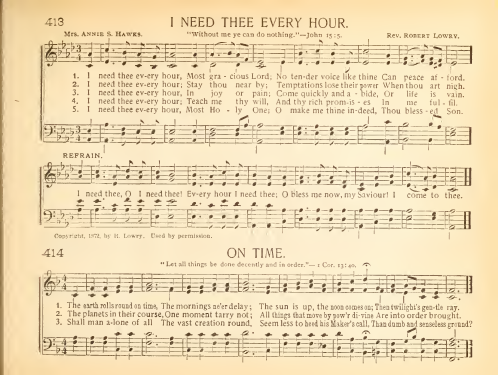 413
I NEED THEE EVERY HOUR.
Mrs. Annie S. Hawks.
"Without me ye can do nothing."—John 15:5.
Rev. Robert Lowry.
1. I need thee ev-ery hour, Most gra - cious Lord; No ten-der voice like thine Can peace af - ford.
2. I need thee ev-ery hour; Stay thou near by; Temptations lose their power When thou art nigh.
3. I need thee ev-ery hour, In joy or pain; Come quickly and a - bide, Or life is vain.
4. I need thee ev-ery hour; Teach me thy will, And thy rich prom-is - es In me ful - fil.
5. I need thee ev-ery hour, Most Ho - ly One; O make me thine in-deed, Thou bless - ed Son.
REFRAIN.
I need thee, O I need thee! Ev-ery hour I need thee; O bless me now, my Saviour! I come to thee.
Copyright, 1872, by R. Lowry. Used by permission.
414
ON TIME.
"Let all things be done decently and in order."—1 Cor. 14:40.
1. The earth rolls round on time, The mornings ne'er delay; The sun is up, the noon comes on; Then twilight's gen-tle ray.
2. The planets in their course, One moment tarry not; All things that move by pow'r di-vine Are into order brought.
3. Shall man a-lone of all The vast creation round, Seem less to heed his Maker's call, Than dumb and senseless ground?